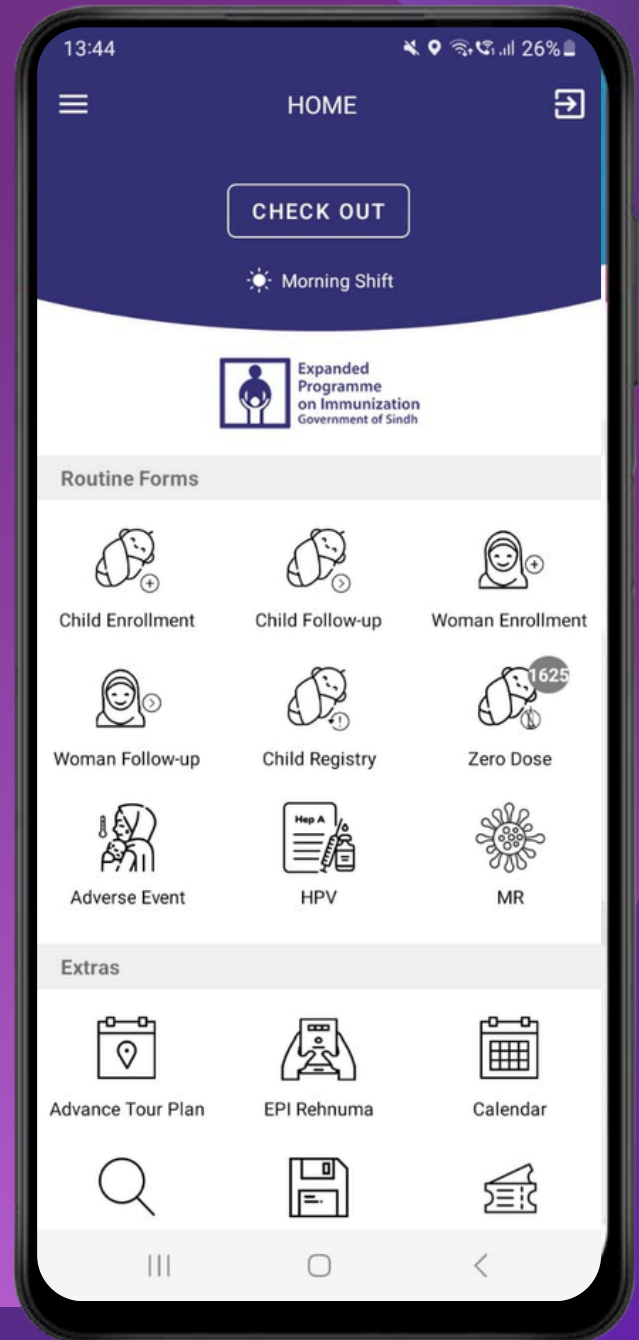 13:44
26%
HOME
CHECK OUT
Morning Shift
Expanded
Programme
on Immunization
Government of Sindh
Routine Forms
Child Enrollment
Child Follow-up
Woman Enrollment
1625
Woman Follow-up
Child Registry
Zero Dose
Hep A
Adverse Event
HPV
MR
Extras
Advance Tour Plan
EPI Rehnuma
Calendar